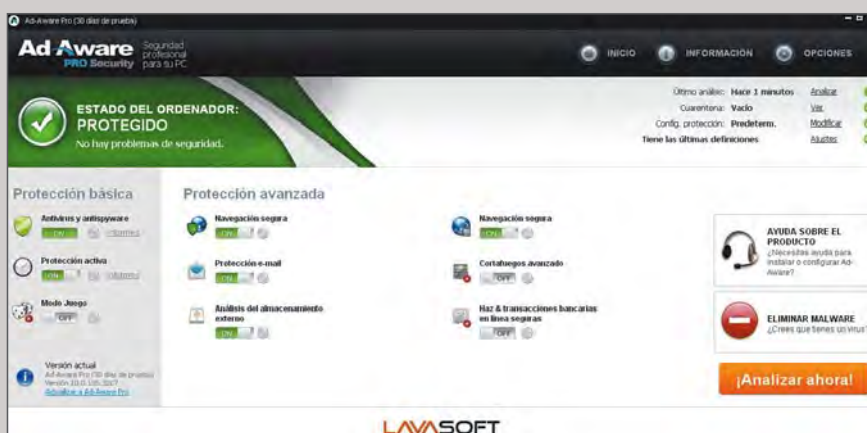 Ad-Aware Pro (30 días de prueba)
Ad-Aware
PRO Security
Seguridad
profesional
para su PC
INICIO
INFORMACIÓN
OPCIONES
ESTADO DEL ORDENADOR:
PROTEGIDO
No hay problemas de seguridad.
Último análisis: Hace 1 minutos Analizar
Cuarentena: Vacío Ver
Config. protección: Predeterm. Modificar
Tiene las últimas definiciones Ajustes
Protección básica
Antivirus y antispyware
ON Informes
Protección activa
ON Informes
Modo Juego
OFF
Versión actual
Ad-Aware Pro (30 días de prueba)
Actualizar a Ad-Aware Pro
Protección avanzada
Navegación segura
ON
Protección e-mail
ON
Análisis del almacenamiento
externo
ON
Navegación segura
ON
Cortafuegos avanzado
OFF
Haz & transacciones bancarias
en línea seguras
OFF
AYUDA SOBRE EL
PRODUCTO
¿Necesitas ayuda para
instalar o configurar Ad-
Aware?
ELIMINAR MALWARE
¿Crees que tienes un virus?
¡Analizar ahora!
LAVASOFT